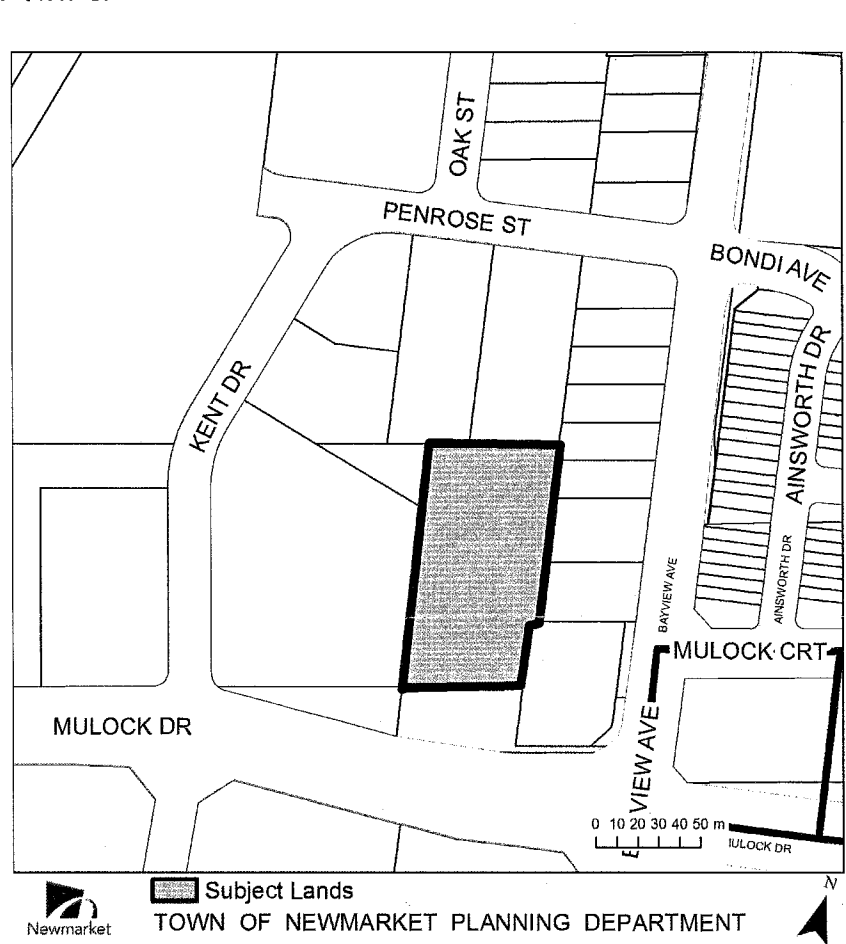 OAK ST
PENROSE ST
BONDI AVE
KENT DR
AINSWORTH DR
BAYVIEW AVE
AINSWORTH DR
MULOCK CRT
MULOCK DR
VIEW AVE
0 10 20 30 40 50 m
ULOCK DR
N
Subject Lands
Newmarket
TOWN OF NEWMARKET PLANNING DEPARTMENT